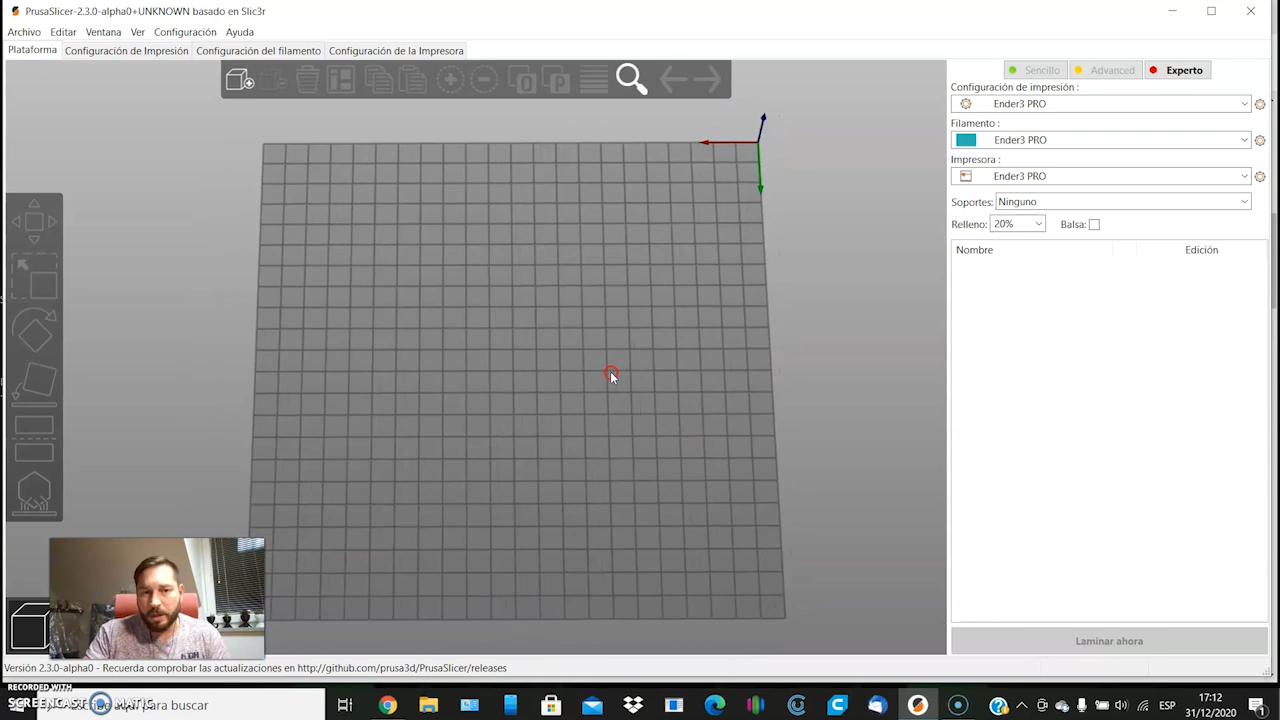 PrusaSlicer-2.3.0-alpha0+UNKNOWN basado en Slic3r
Archivo Editar Ventana Ver Configuración Ayuda
Plataforma Configuración de Impresión Configuración del filamento Configuración de la Impresora
Sencillo Advanced Experto
Configuración de impresión :
Ender3 PRO
Filamento :
Ender3 PRO
Impresora :
Ender3 PRO
Soportes: Ninguno
Relleno: 20% Balsa:
Nombre Edición
Laminar ahora
Versión 2.3.0-alpha0 - Recuerda comprobar las actualizaciones en http://github.com/prusa3d/PrusaSlicer/releases
RECORDED WITH
SCREENCAST MATIC
para buscar
ESP
17:12
31/12/2020